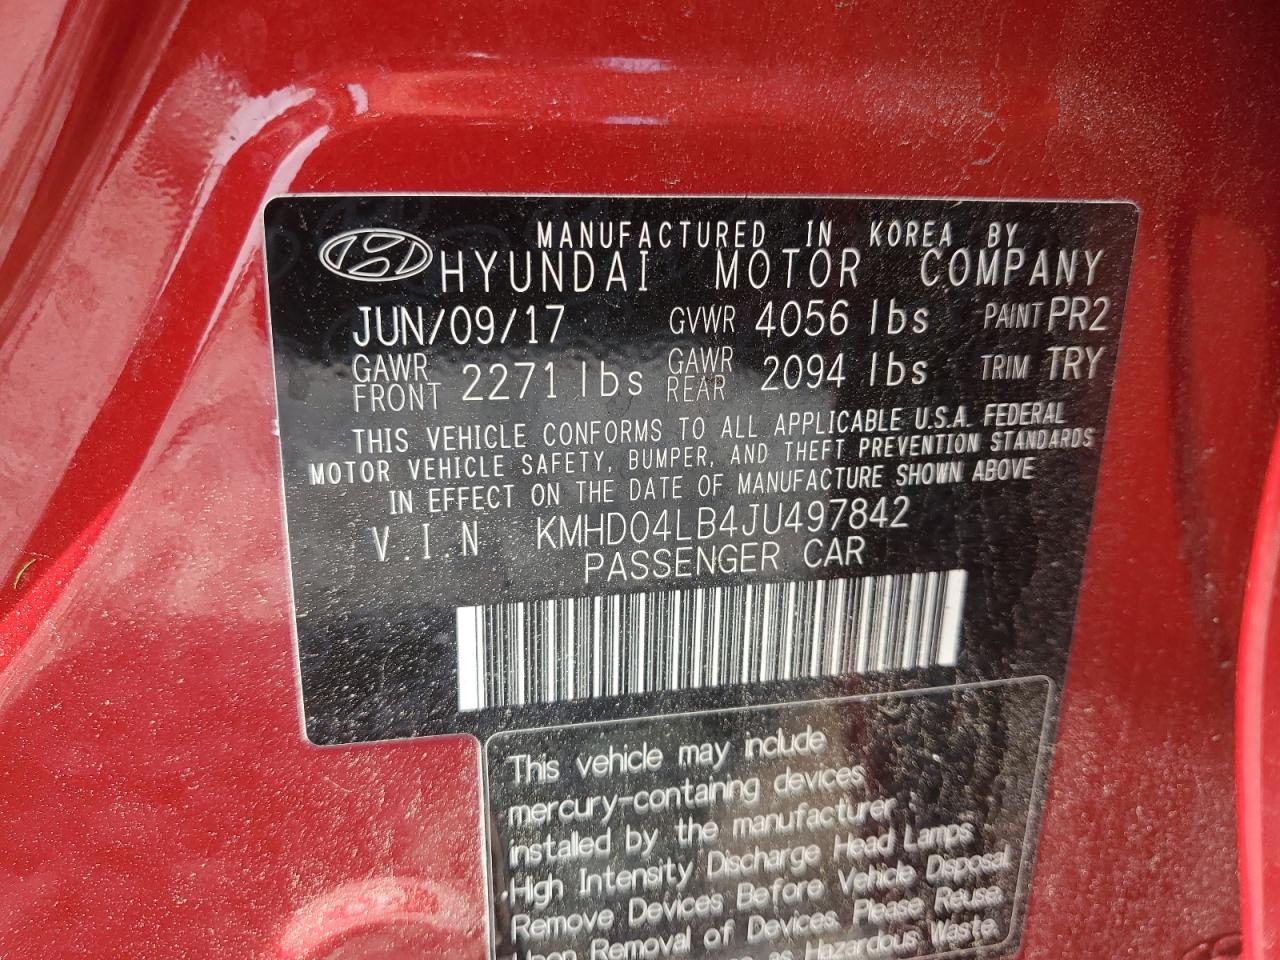 MANUFACTURED IN KOREA BY
HYUNDAI MOTOR COMPANY
JUN/09/17 GVWR 4056 lbs PAINT PR2
GAWR FRONT 2271 lbs GAWR REAR 2094 lbs TRIM TRY
THIS VEHICLE CONFORMS TO ALL APPLICABLE U.S.A. FEDERAL
MOTOR VEHICLE SAFETY, BUMPER, AND THEFT PREVENTION STANDARDS
IN EFFECT ON THE DATE OF MANUFACTURE SHOWN ABOVE
V.I.N KMHD04LB4JU497842
PASSENGER CAR
This vehicle may include
mercury-containing devices
installed by the manufacturer
•High Intensity Discharge Head Lamps
Remove Devices Before Vehicle Disposal
Upon Removal of Devices. Please Reuse
as Hazardous Waste.